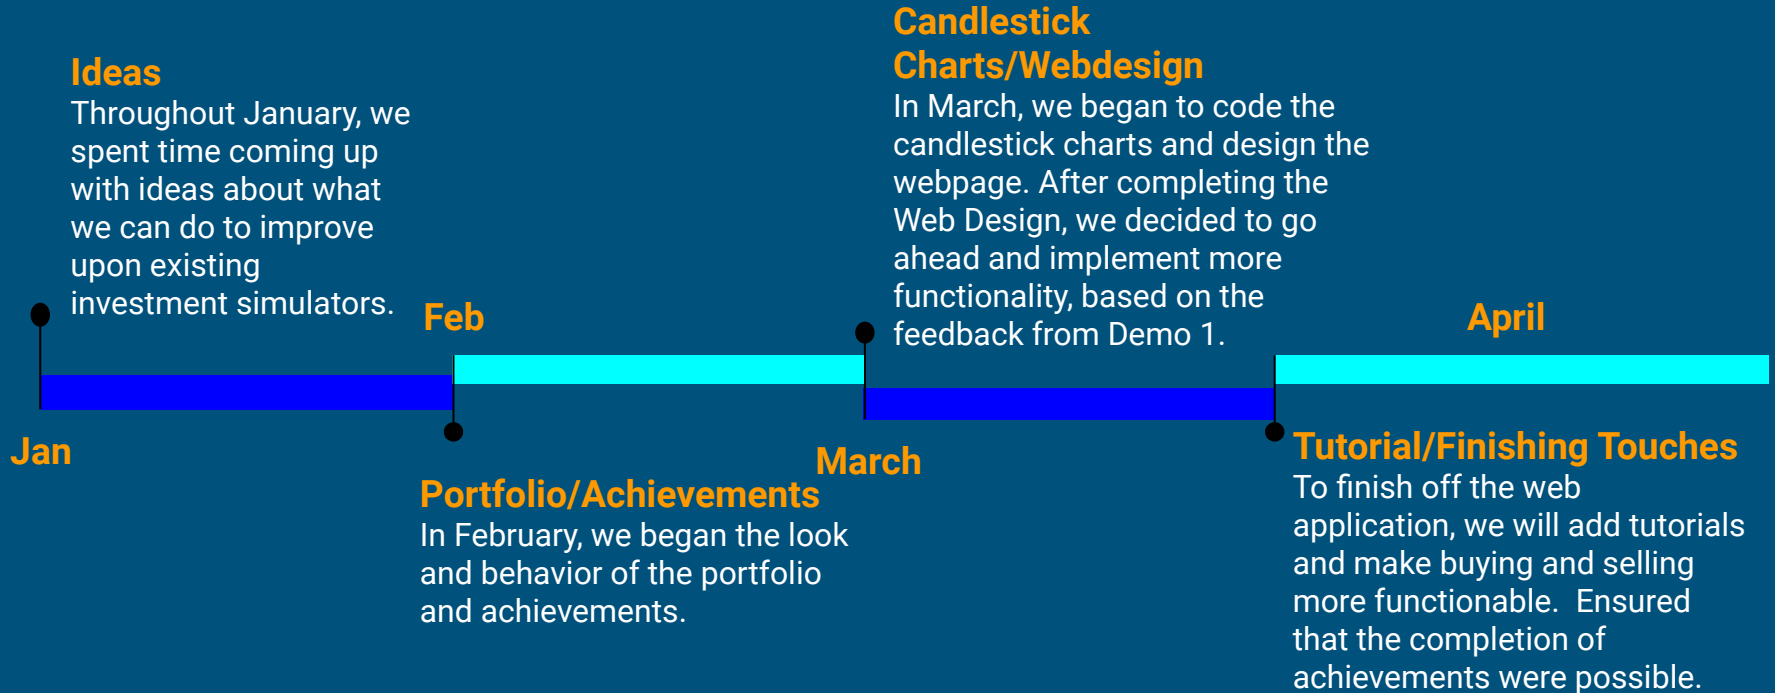 Ideas
Throughout January, we
spent time coming up
with ideas about what
we can do to improve
upon existing
investment simulators.
Jan
Feb
Portfolio/Achievements
In February, we began the look
and behavior of the portfolio
and achievements.
Candlestick
Charts/Webdesign
In March, we began to code the
candlestick charts and design the
webpage. After completing the
Web Design, we decided to go
ahead and implement more
functionality, based on the
feedback from Demo 1.
March
April
Tutorial/Finishing Touches
To finish off the web
application, we will add tutorials
and make buying and selling
more functionable.  Ensured
that the completion of
achievements were possible.